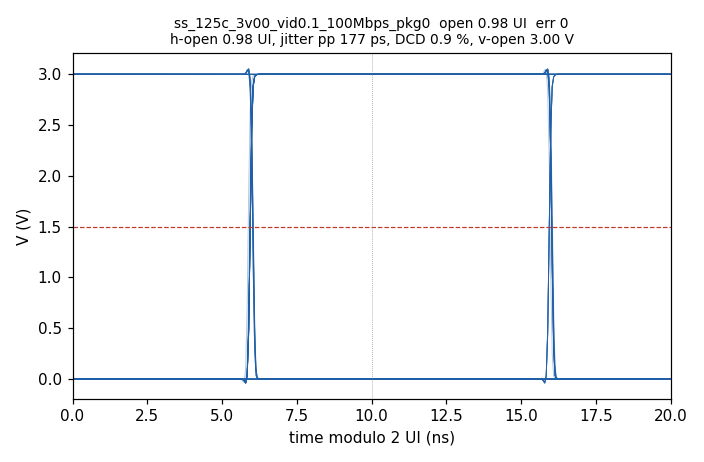 ss_125c_3v00_vid0.1_100Mbps_pkg0  open 0.98 UI  err 0
h-open 0.98 UI, jitter pp 177 ps, DCD 0.9 %, v-open 3.00 V
3.0
2.5
2.0
1.5
1.0
0.5
0.0
V (V)
0.0 2.5 5.0 7.5 10.0 12.5 15.0 17.5 20.0
time modulo 2 UI (ns)